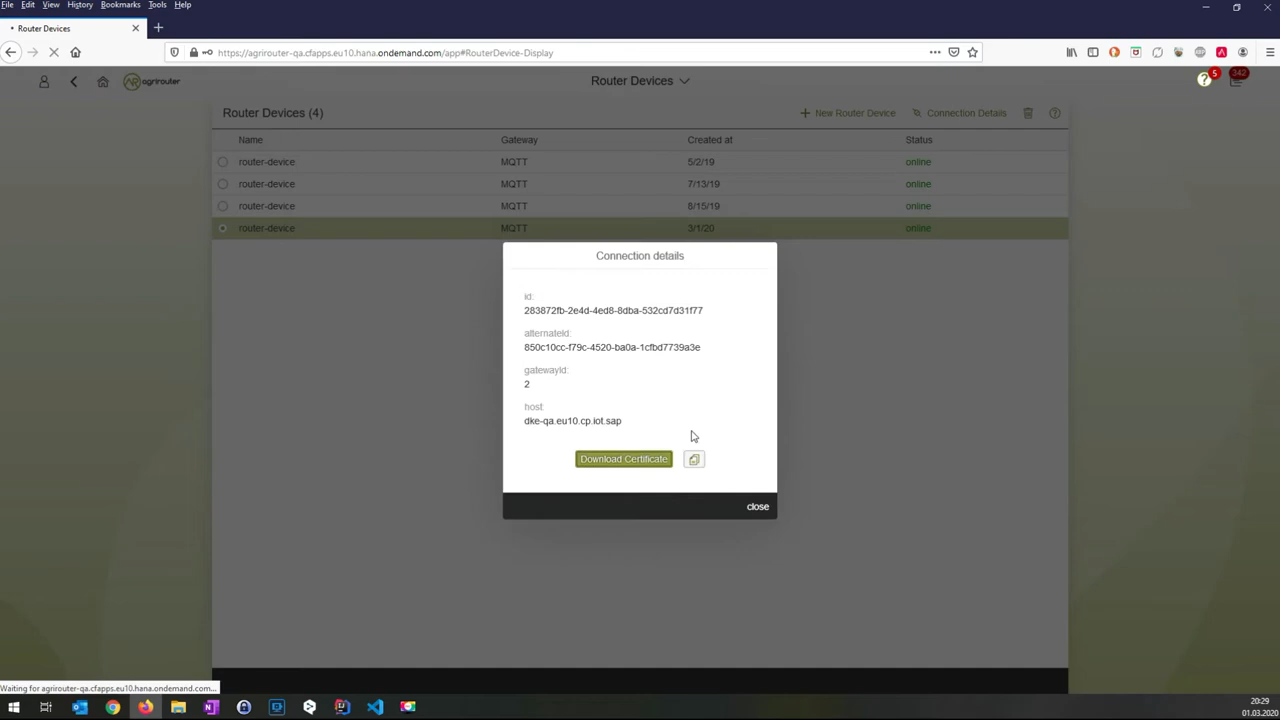 File Edit View History Bookmarks Tools Help
Router Devices
https://agrirouter-qa.cfapps.eu10.hana.ondemand.com/app#RouterDevice-Display
agrirouter
Router Devices
5
342
Router Devices (4)
New Router Device
Connection Details
Name Gateway Created at Status
router-device MQTT 5/2/19 online
router-device MQTT 7/13/19 online
router-device MQTT 8/15/19 online
router-device MQTT 3/1/20 online
Connection details
id:
283872fb-2e4d-4ed8-8dba-532cd7d31f77
alternateId:
850c10cc-f79c-4520-ba0a-1cfbd7739a3e
gatewayId:
2
host:
dke-qa.eu10.cp.iot.sap
Download Certificate
close
Waiting for agrirouter-qa.cfapps.eu10.hana.ondemand.com...
20:29
01.03.2020